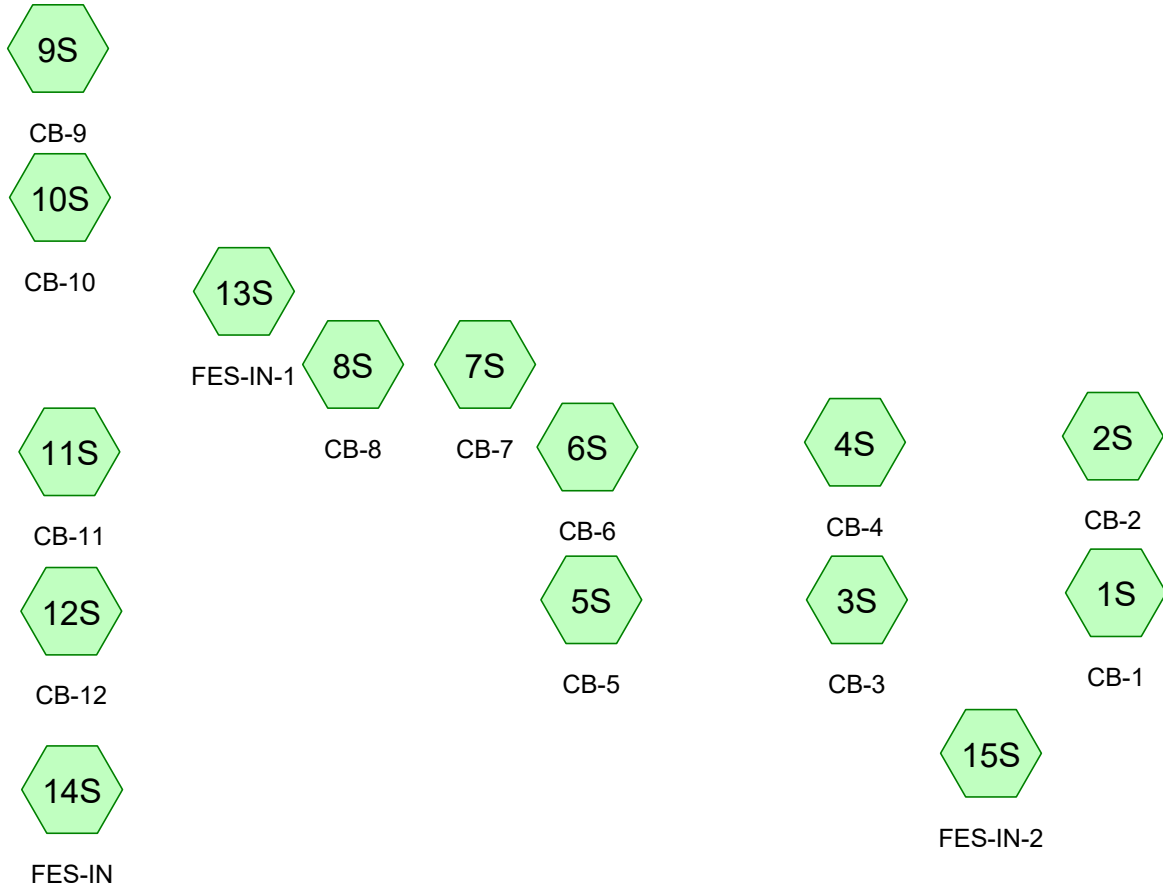 9S
CB-9
10S
CB-10
13S
FES-IN-1
8S
CB-8
7S
CB-7
6S
CB-6
4S
CB-4
2S
CB-2
11S
CB-11
5S
CB-5
3S
CB-3
1S
CB-1
12S
CB-12
15S
FES-IN-2
14S
FES-IN